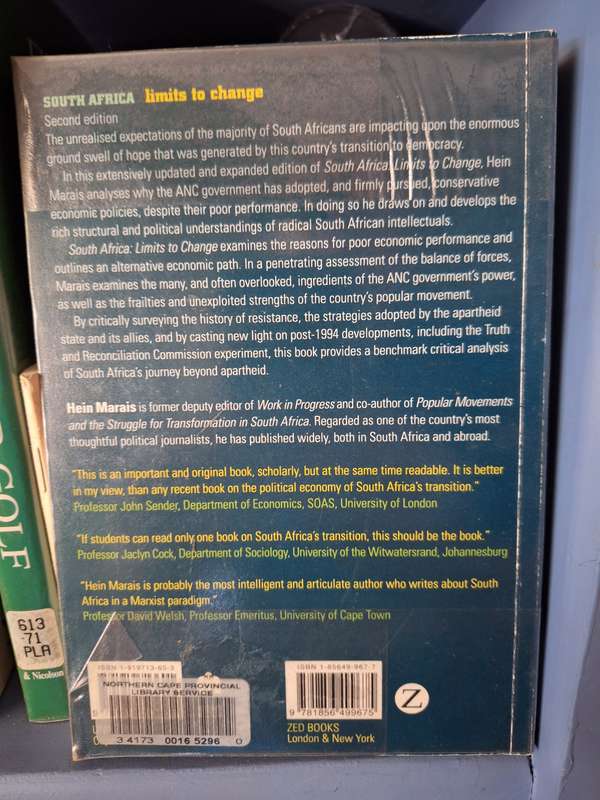 SOUTH AFRICA limits to change
Second edition
The unrealised expectations of the majority of South Africans are impacting upon the enormous
ground swell of hope that was generated by this country's transition to democracy.
In this extensively updated and expanded edition of South Africa: Limits to Change, Hein
Marais analyses why the ANC government has adopted, and firmly pursued, conservative
economic policies, despite their poor performance. In doing so he draws on and develops the
rich structural and political understandings of radical South African intellectuals.
South Africa: Limits to Change examines the reasons for poor economic performance and
outlines an alternative economic path. In a penetrating assessment of the balance of forces,
Marais examines the many, and often overlooked, ingredients of the ANC government's power,
as well as the frailties and unexploited strengths of the country's popular movement.
By critically surveying the history of resistance, the strategies adopted by the apartheid
state and its allies, and by casting new light on post-1994 developments, including the Truth
and Reconciliation Commission experiment, this book provides a benchmark critical analysis
of South Africa's journey beyond apartheid.
Hein Marais is former deputy editor of Work in Progress and co-author of Popular Movements
and the Struggle for Transformation in South Africa. Regarded as one of the country's most
thoughtful political journalists, he has published widely, both in South Africa and abroad.
"This is an important and original book, scholarly, but at the same time readable. It is better
in my view, than any recent book on the political economy of South Africa's transition."
Professor John Sender, Department of Economics, SOAS, University of London
"If students can read only one book on South Africa's transition, this should be the book."
Professor Jaclyn Cock, Department of Sociology, University of the Witwatersrand, Johannesburg
"Hein Marais is probably the most intelligent and articulate author who writes about South
Africa in a Marxist paradigm."
Professor David Welsh, Professor Emeritus, University of Cape Town
ISBN 1-919713-65-3
NORTHERN CAPE PROVINCIAL
LIBRARY SERVICE
3 4173 0016 5296 0
ISBN 1-85649-967-7
9 781856 499675
ZED BOOKS
London & New York
Z
GOLF
613
.71
PLA
& Nicolson